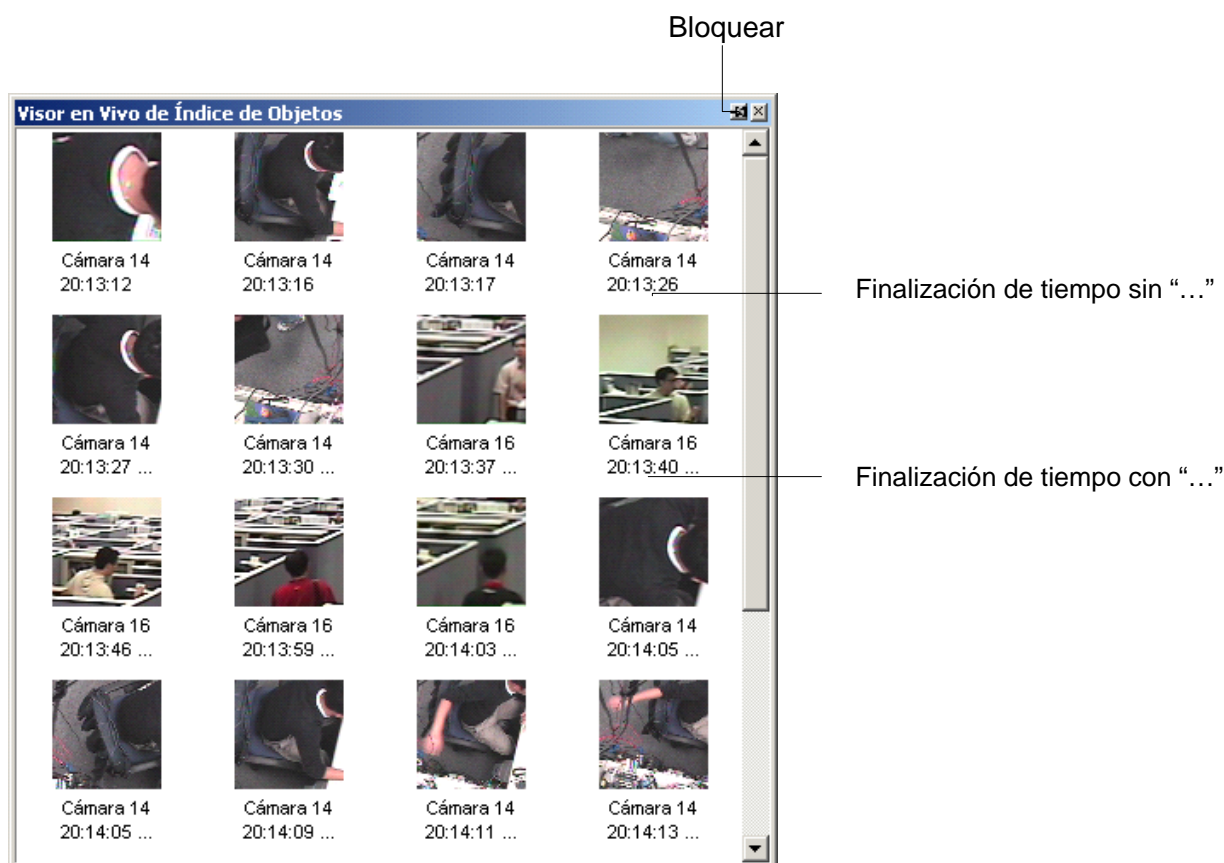 Bloquear
Visor en Vivo de Índice de Objetos
Cámara 14 Cámara 14 Cámara 14 Cámara 14
20:13:12 20:13:16 20:13:17 20:13:26
Finalización de tiempo sin “…”
Cámara 14 Cámara 14 Cámara 16 Cámara 16
20:13:27 ... 20:13:30 ... 20:13:37 ... 20:13:40 ...
Finalización de tiempo con “…”
Cámara 16 Cámara 16 Cámara 16 Cámara 14
20:13:46 ... 20:13:59 ... 20:14:03 ... 20:14:05 ...
Cámara 14 Cámara 14 Cámara 14 Cámara 14
20:14:05 ... 20:14:09 ... 20:14:11 ... 20:14:13 ...